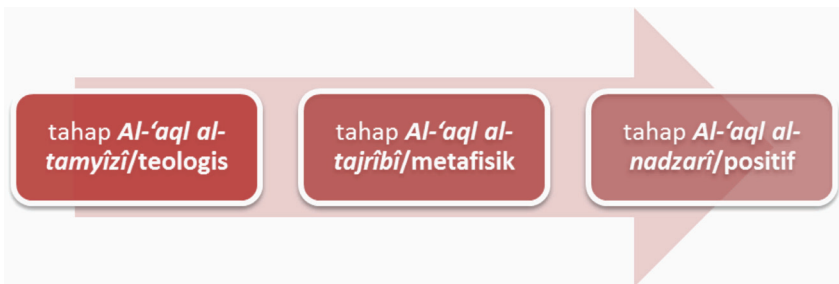 tahap Al-‘aql al-
tamyîzî/teologis
tahap Al-‘aql al-
tajrîbî/metafisik
tahap Al-‘aql al-
nadzarî/positif